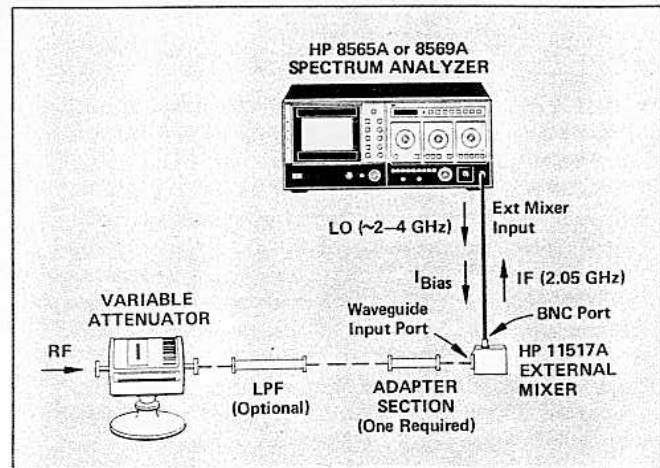 HP 8565A or 8569A
SPECTRUM ANALYZER
LO (~2–4 GHz)
Ext Mixer
Input
I Bias
IF (2.05 GHz)
VARIABLE
ATTENUATOR
Waveguide
Input Port
BNC Port
RF
HP 11517A
EXTERNAL
MIXER
LPF
(Optional)
ADAPTER
SECTION
(One Required)